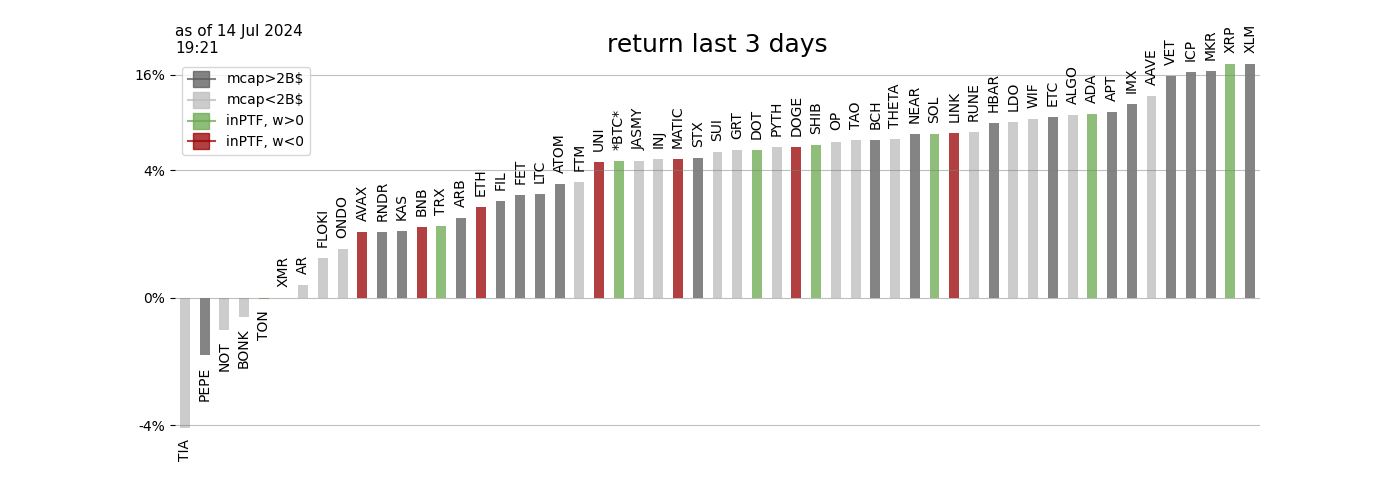 as of 14 Jul 2024
19:21
return last 3 days
mcap>2B$
mcap<2B$
inPTF, w>0
inPTF, w<0
16%
4%
0%
-4%
TIA
PEPE
NOT
BONK
TON
XMR
AR
FLOKI
ONDO
AVAX
RNDR
KAS
BNB
TRX
ARB
ETH
FIL
FET
LTC
ATOM
FTM
UNI
*BTC*
JASMY
INJ
MATIC
STX
SUI
GRT
DOT
PYTH
DOGE
SHIB
OP
TAO
BCH
THETA
NEAR
SOL
LINK
RUNE
HBAR
LDO
WIF
ETC
ALGO
ADA
APT
IMX
AAVE
VET
ICP
MKR
XRP
XLM